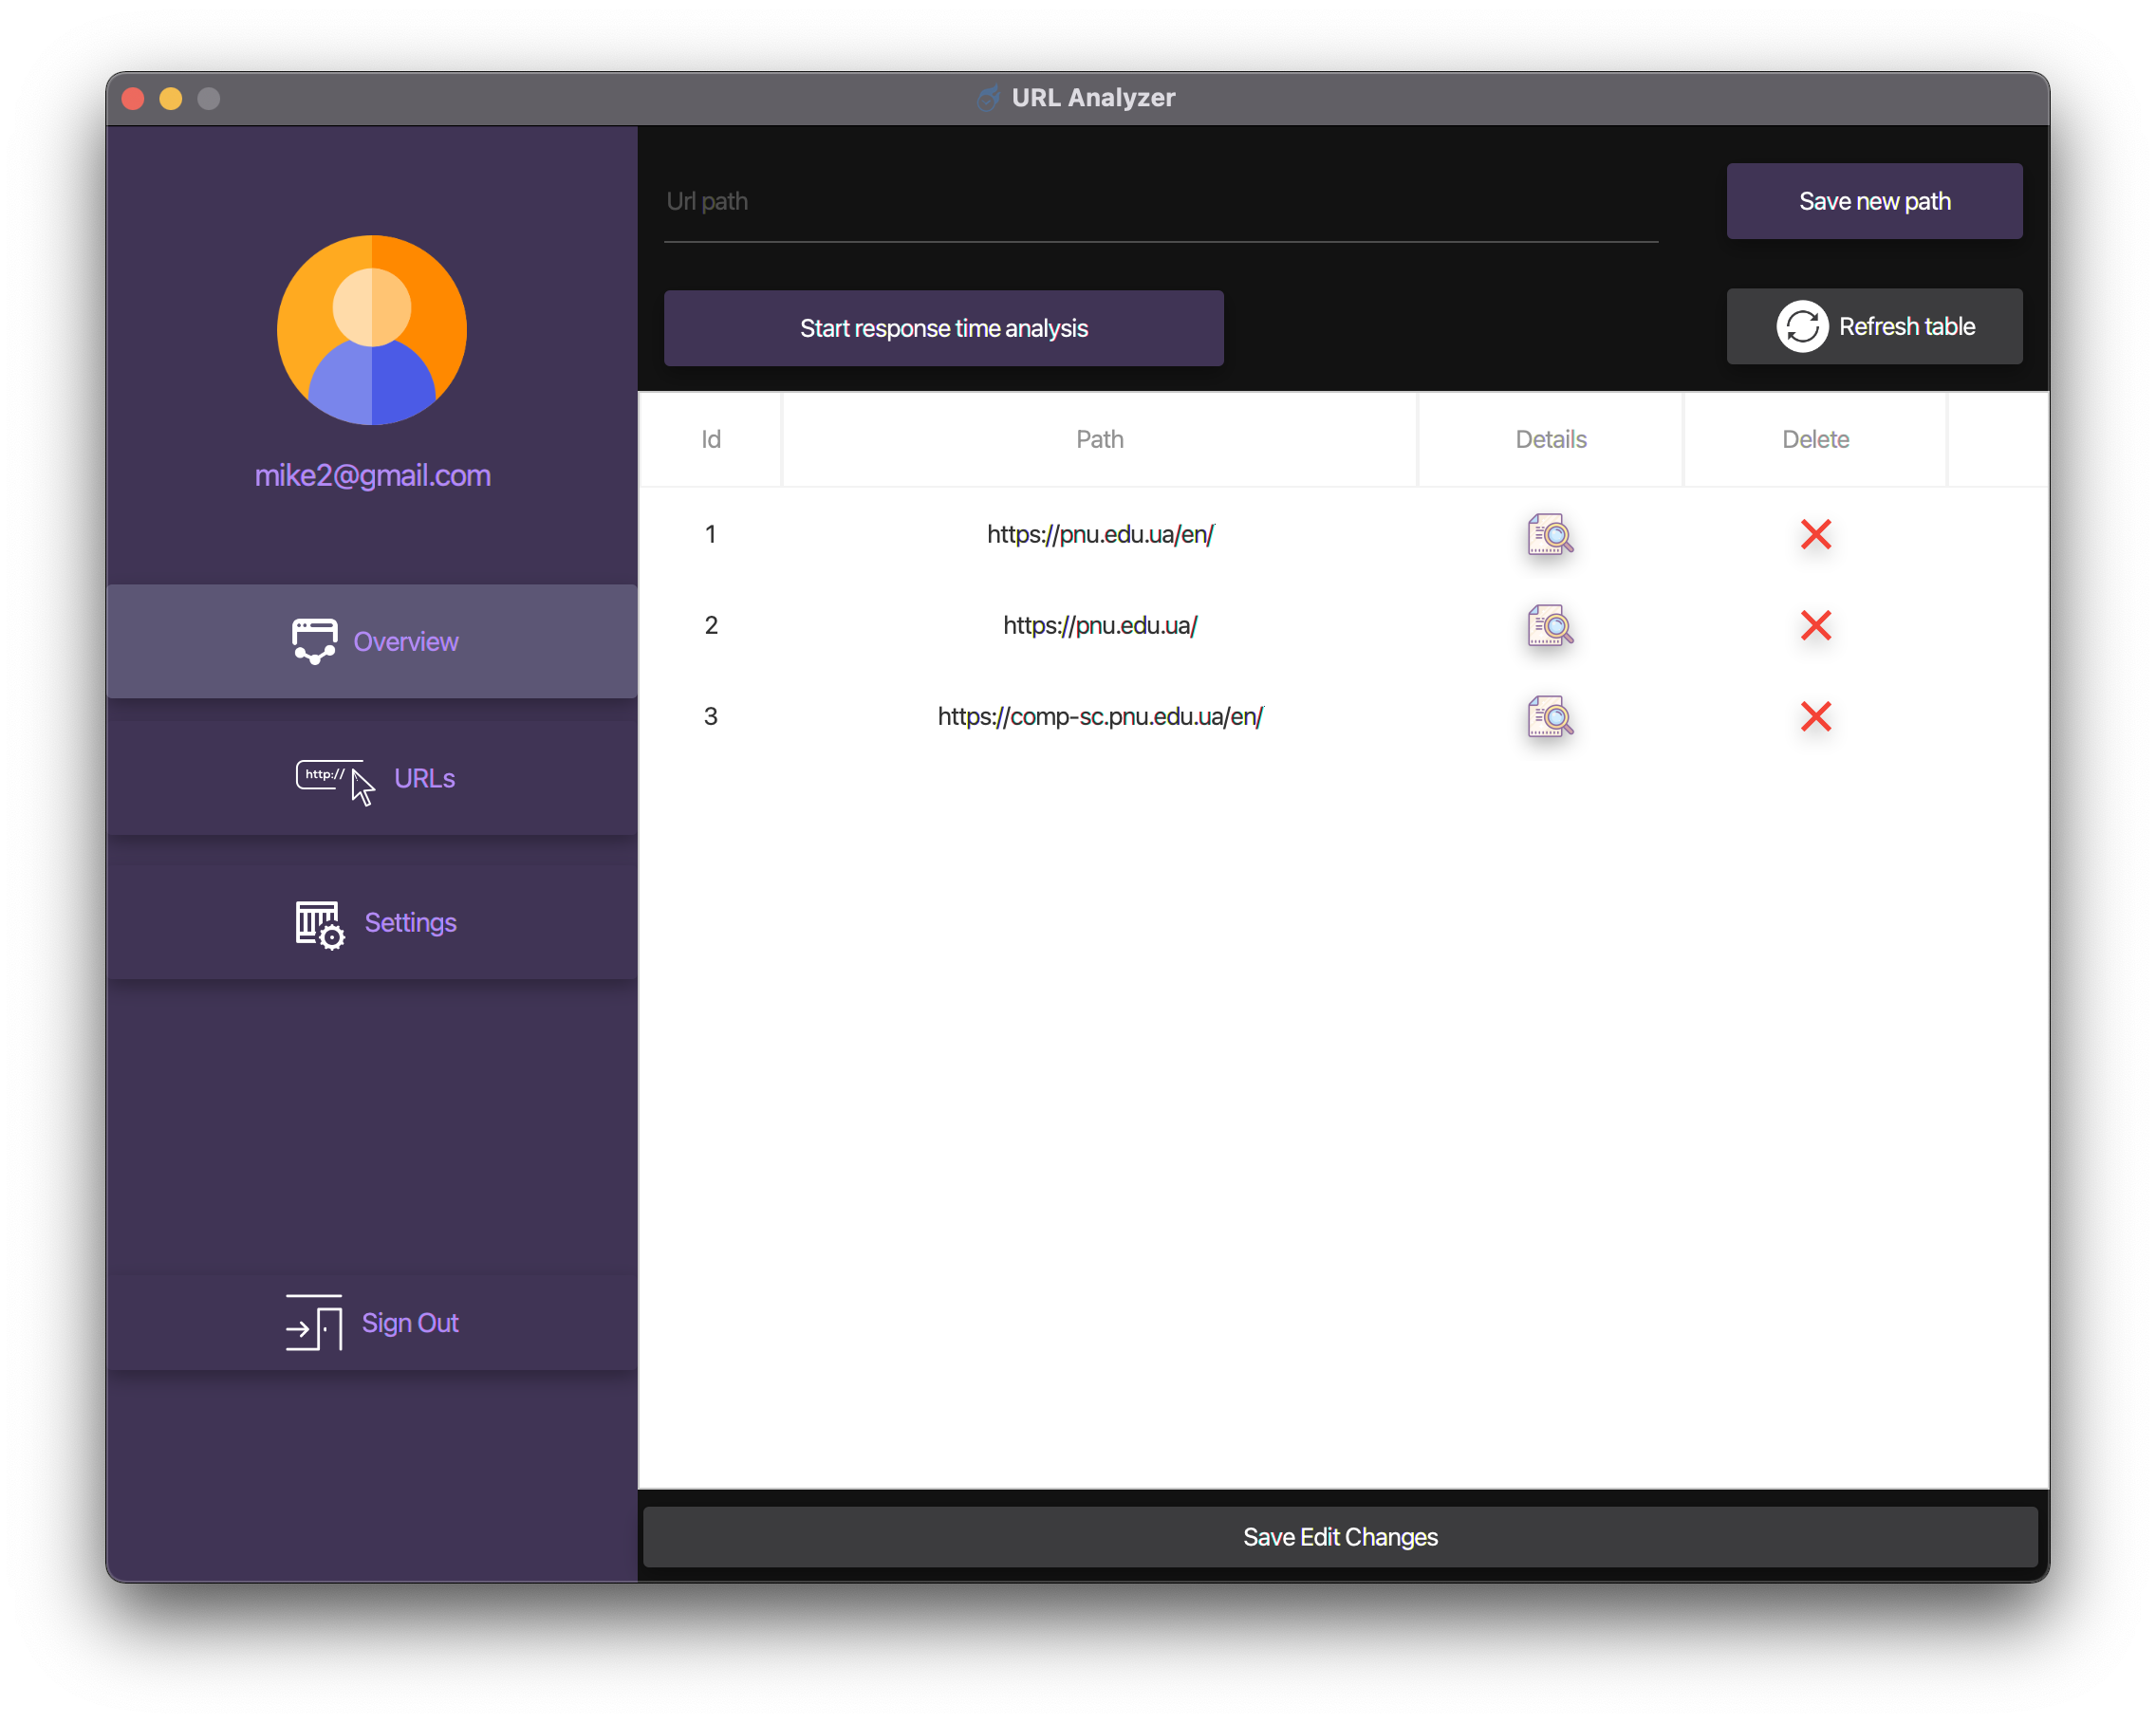 URL Analyzer
mike2@gmail.com
Overview
http://
URLs
Settings
Sign Out
Url path
Save new path
Start response time analysis
Refresh table
Id Path Details Delete
1 https://pnu.edu.ua/en/
2 https://pnu.edu.ua/
3 https://comp-sc.pnu.edu.ua/en/
Save Edit Changes